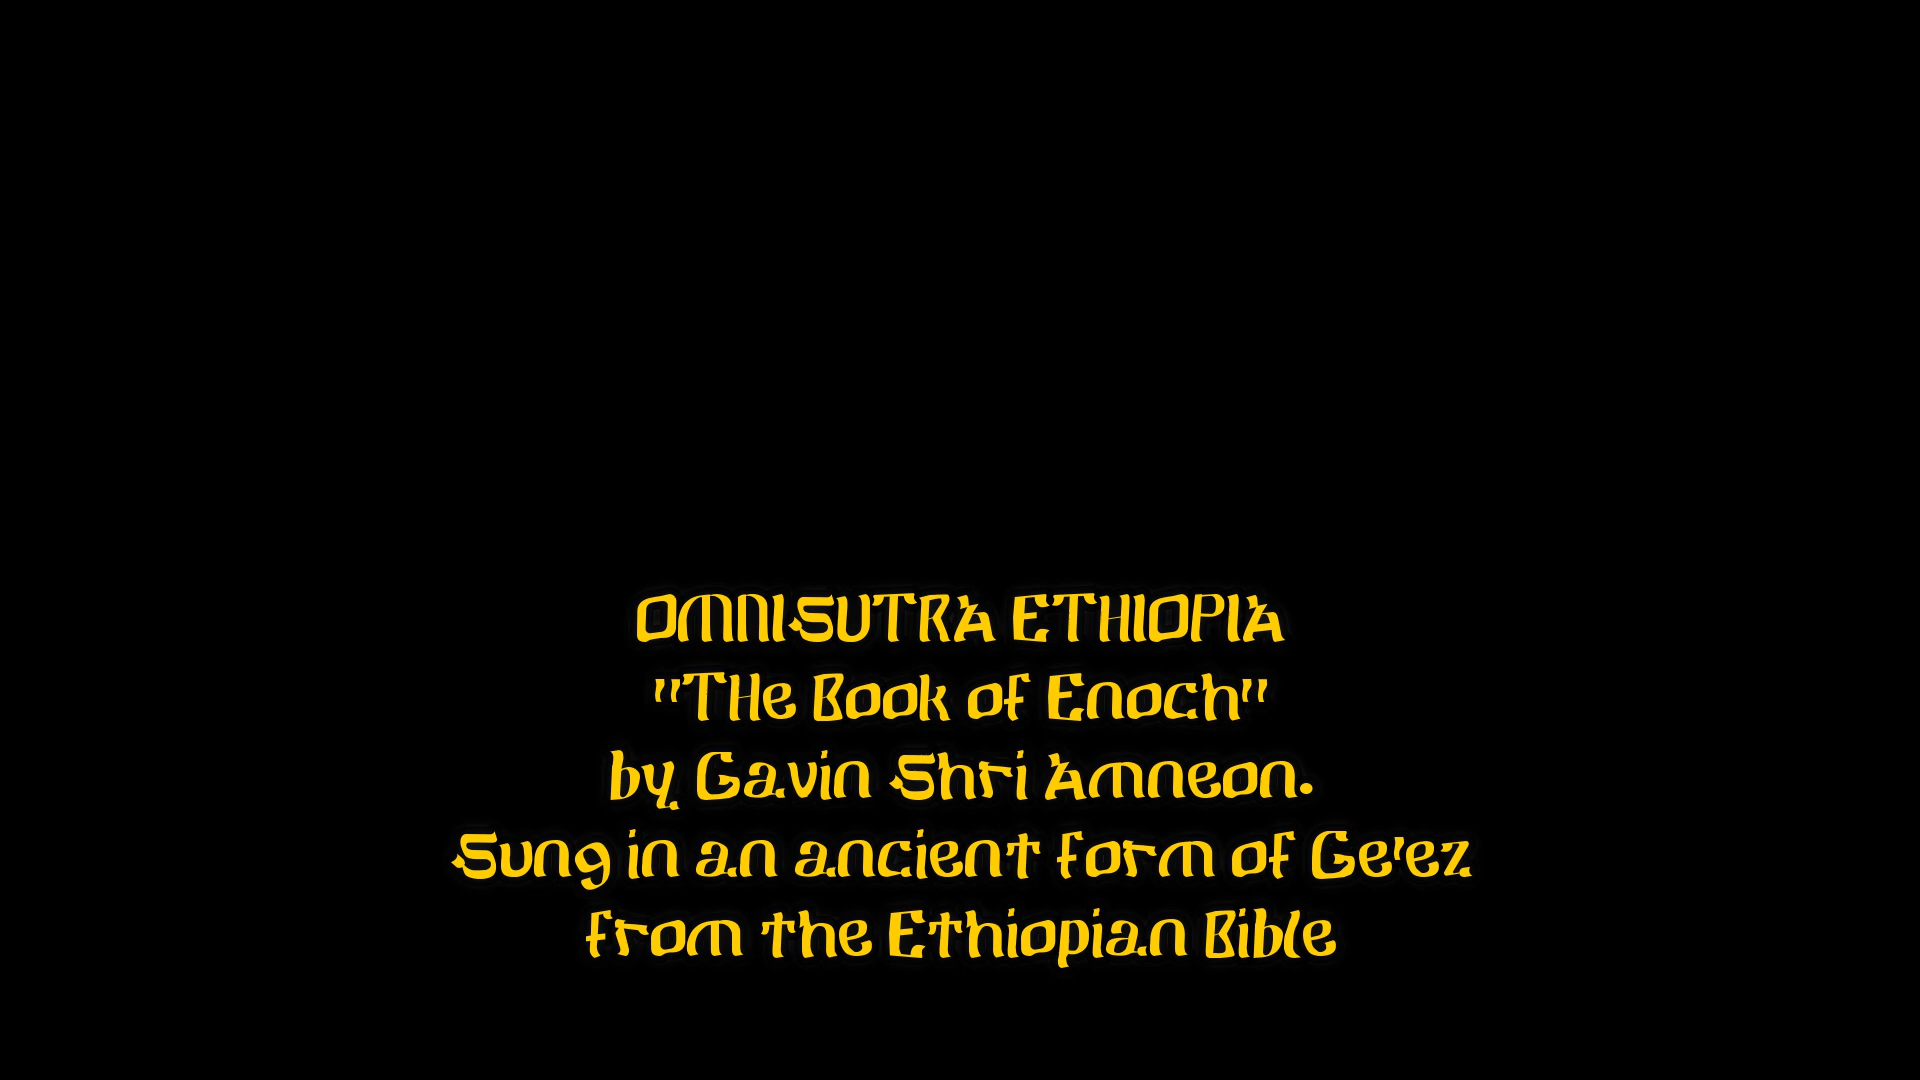 OMNISUTRA ETHIOPIA
"THe Book of Enoch"
by Gavin Shri Amneon.
Sung in an ancient form of Ge'ez
from the Ethiopian Bible